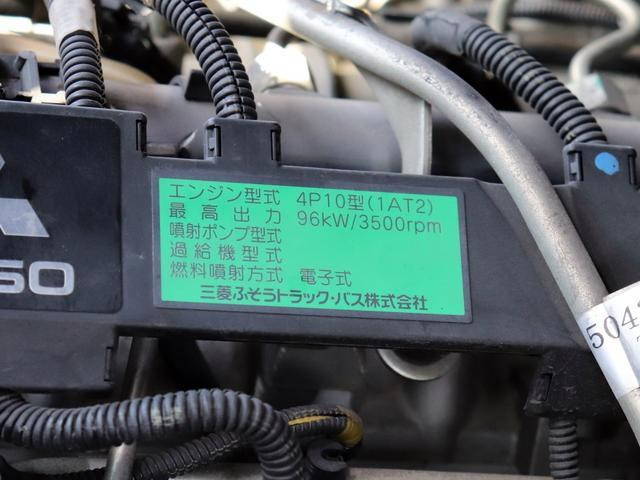 エンジン型式 4P10型(1AT2)
最高出力 96kW/3500rpm
噴射ポンプ型式
過給機型式
燃料噴射方式 電子式
三菱ふそうトラック・バス株式会社
50
504